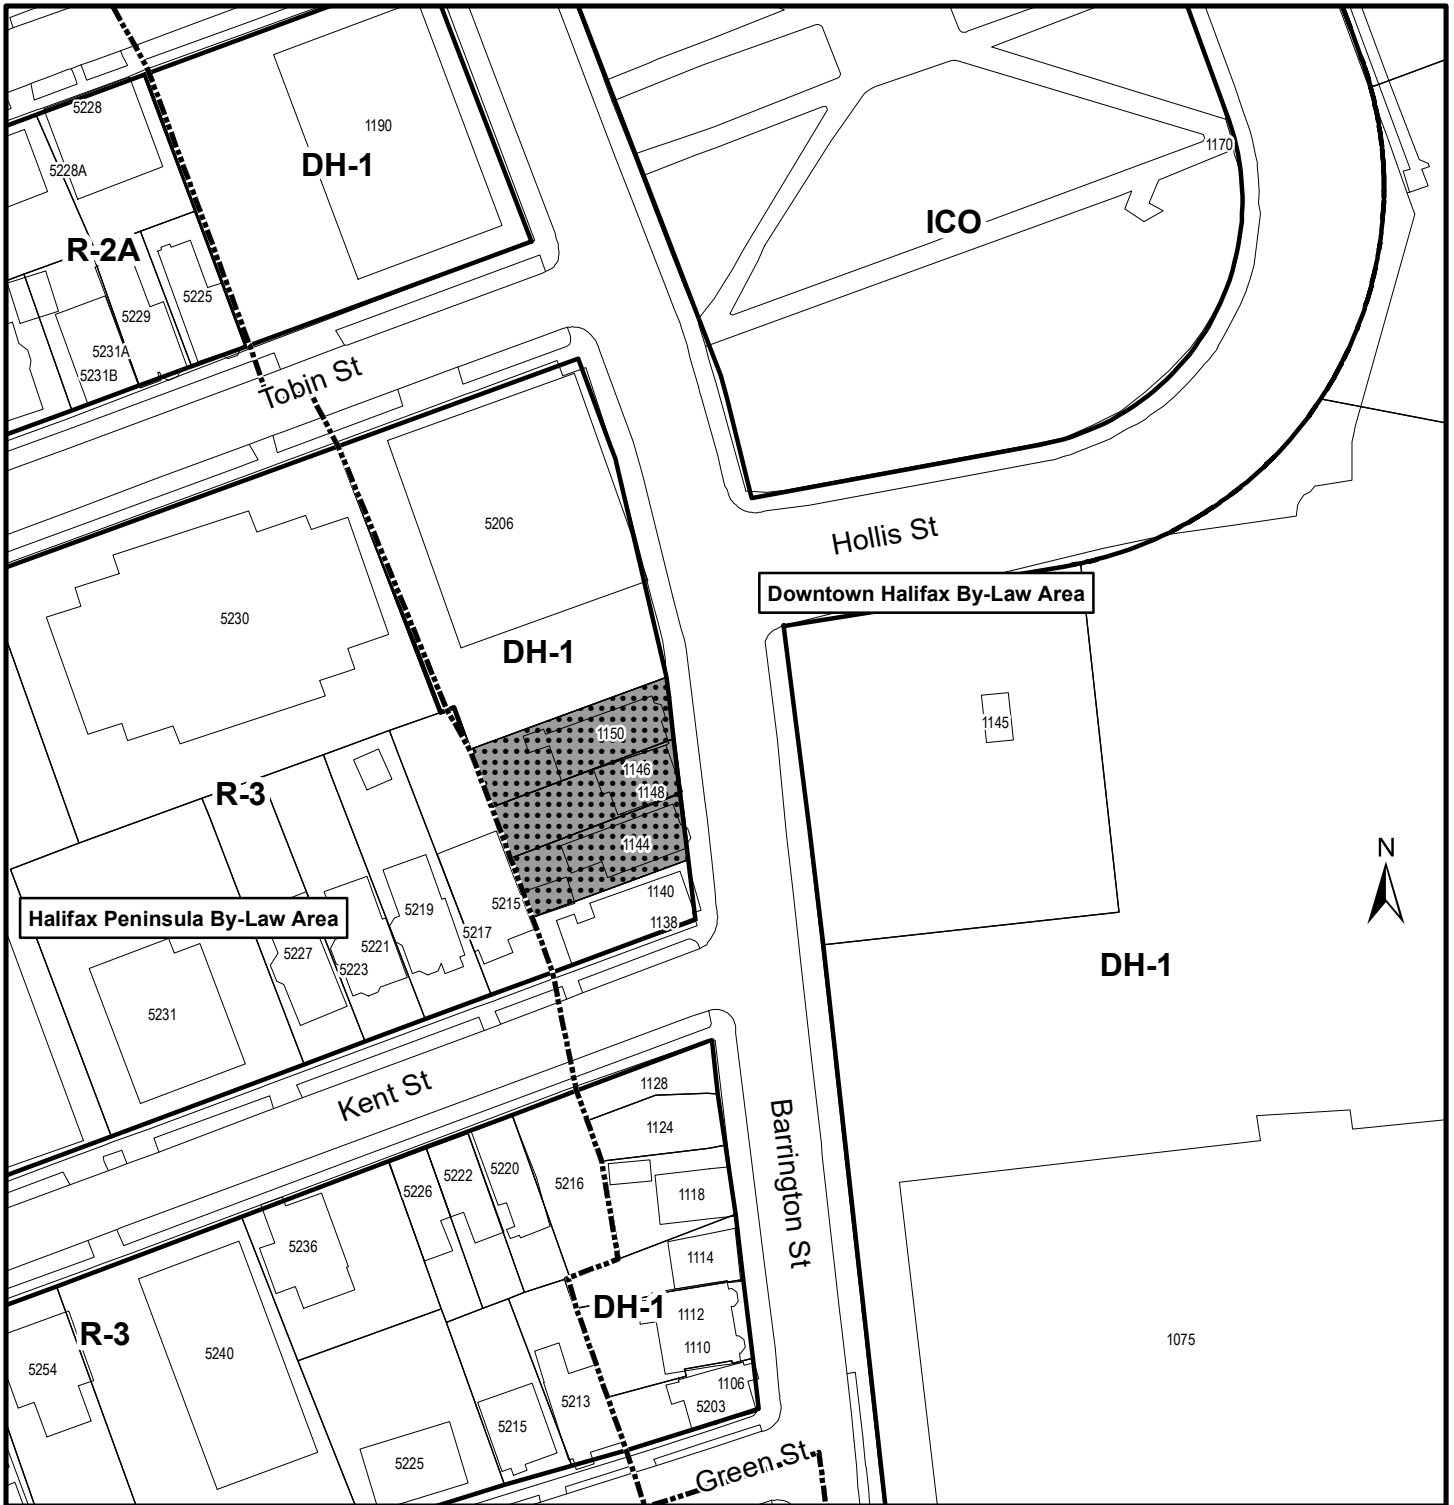 5228
1190
DH-1
5228A
1170
ICO
R-2A
5225
5229
5231A
5231B
Tobin St
5206
Hollis St
Downtown Halifax By-Law Area
5230
DH-1
1150
1145
1146
1148
R-3
1144
N
1140
5215
5219
1138
Halifax Peninsula By-Law Area
5217
5221
5227
5223
DH-1
5231
Kent St
1128
Barrington St
1124
5220
5222
5216
5226
1118
5236
1114
DH-1
1112
R-3
1110
1075
5240
5254
1106
5213
5203
5215
Green St
5225